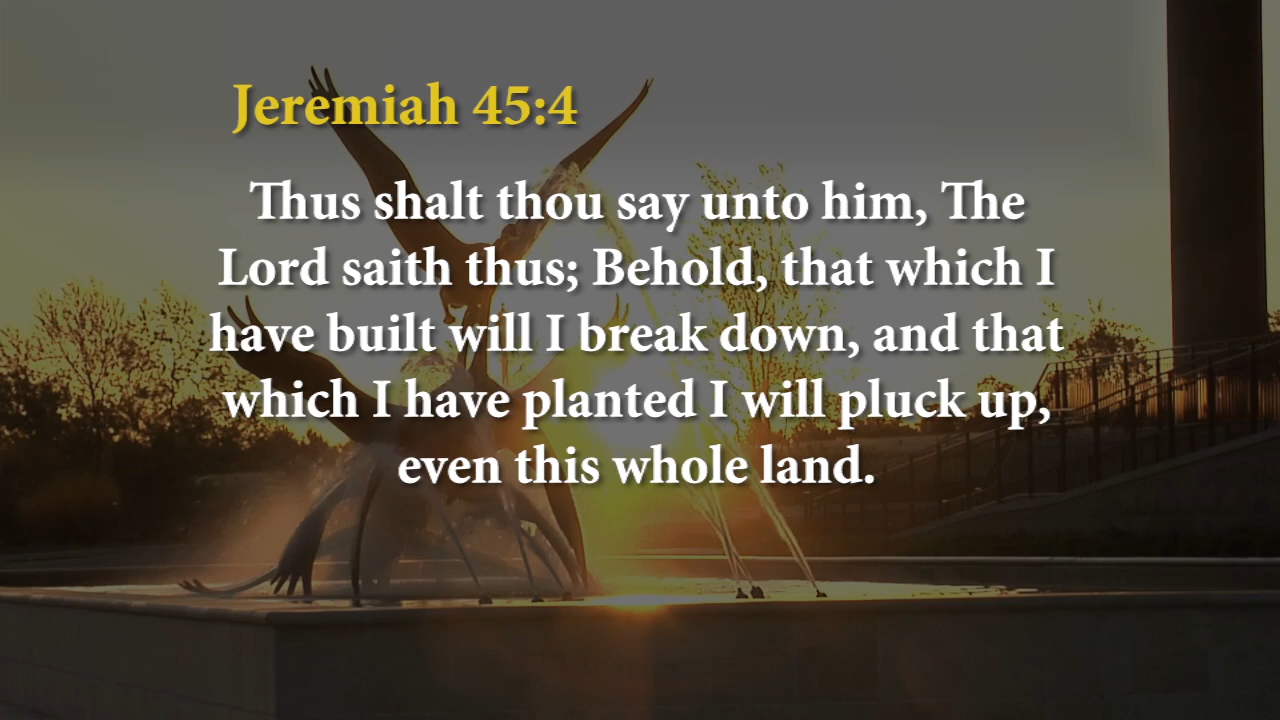 Jeremiah 45:4
Thus shalt thou say unto him, The
Lord saith thus; Behold, that which I
have built will I break down, and that
which I have planted I will pluck up,
even this whole land.